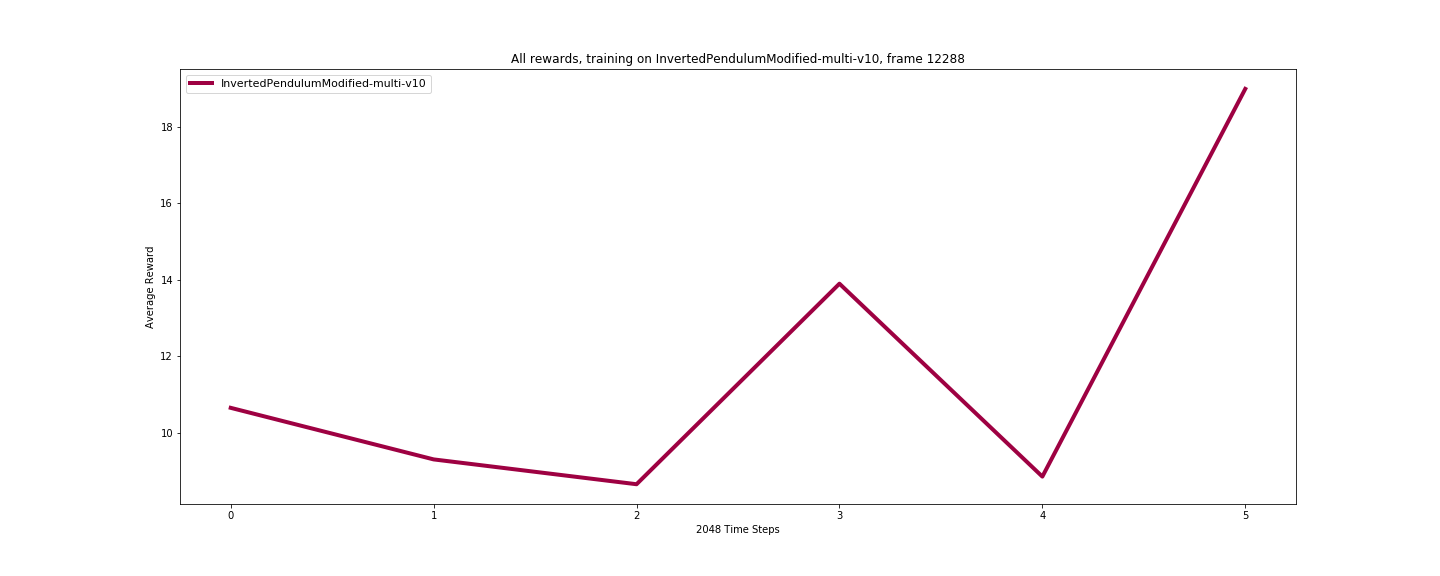 All rewards, training on InvertedPendulumModified-multi-v10, frame 12288
InvertedPendulumModified-multi-v10
Average Reward
18
16
14
12
10
0 1 2 3 4 5
2048 Time Steps